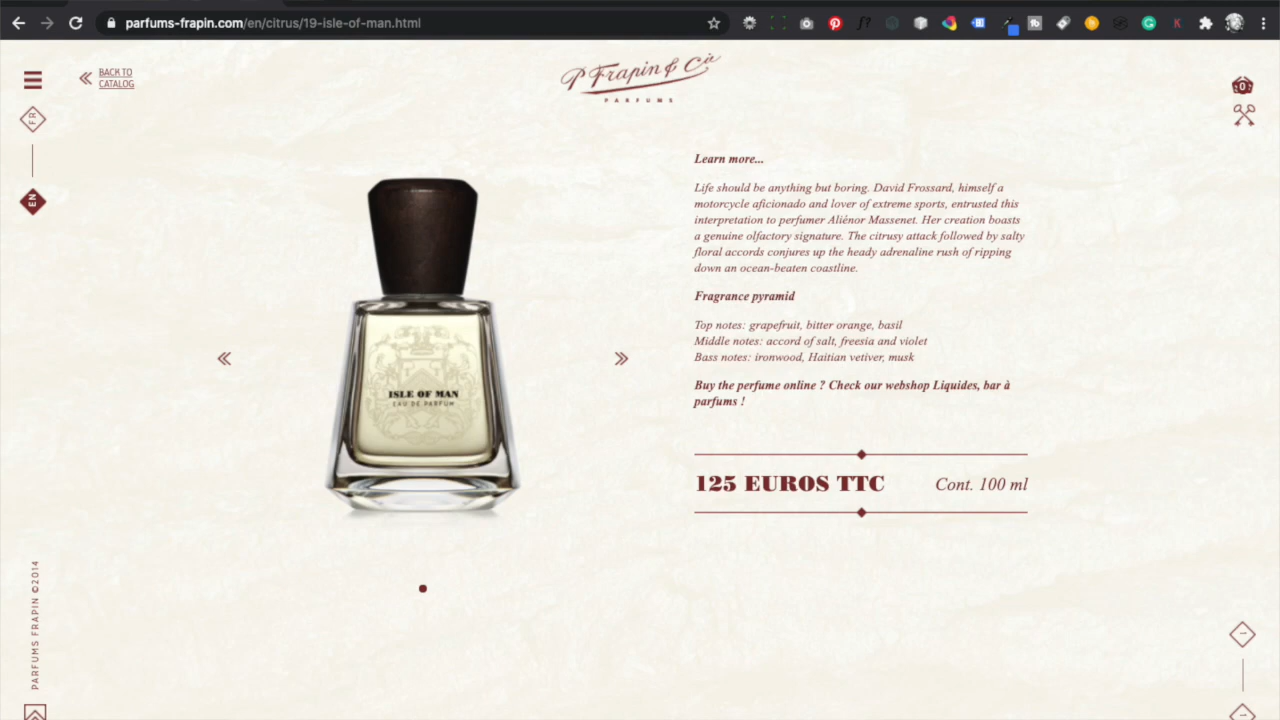 parfums-frapin.com/en/citrus/19-isle-of-man.html
BACK TO
CATALOG
P Frapin & Cie
PARFUMS
0
FR
EN
Learn more...
Life should be anything but boring. David Frossard, himself a
motorcycle aficionado and lover of extreme sports, entrusted this
interpretation to perfumer Aliénor Massenet. Her creation boasts
a genuine olfactory signature. The citrusy attack followed by salty
floral accords conjures up the heady adrenaline rush of ripping
down an ocean-beaten coastline.
Fragrance pyramid
Top notes: grapefruit, bitter orange, basil
Middle notes: accord of salt, freesia and violet
Bass notes: ironwood, Haitian vetiver, musk
Buy the perfume online ? Check our webshop Liquides, bar à
parfums !
ISLE OF MAN
EAU DE PARFUM
125 EUROS TTC
Cont. 100 ml
PARFUMS FRAPIN ©2014